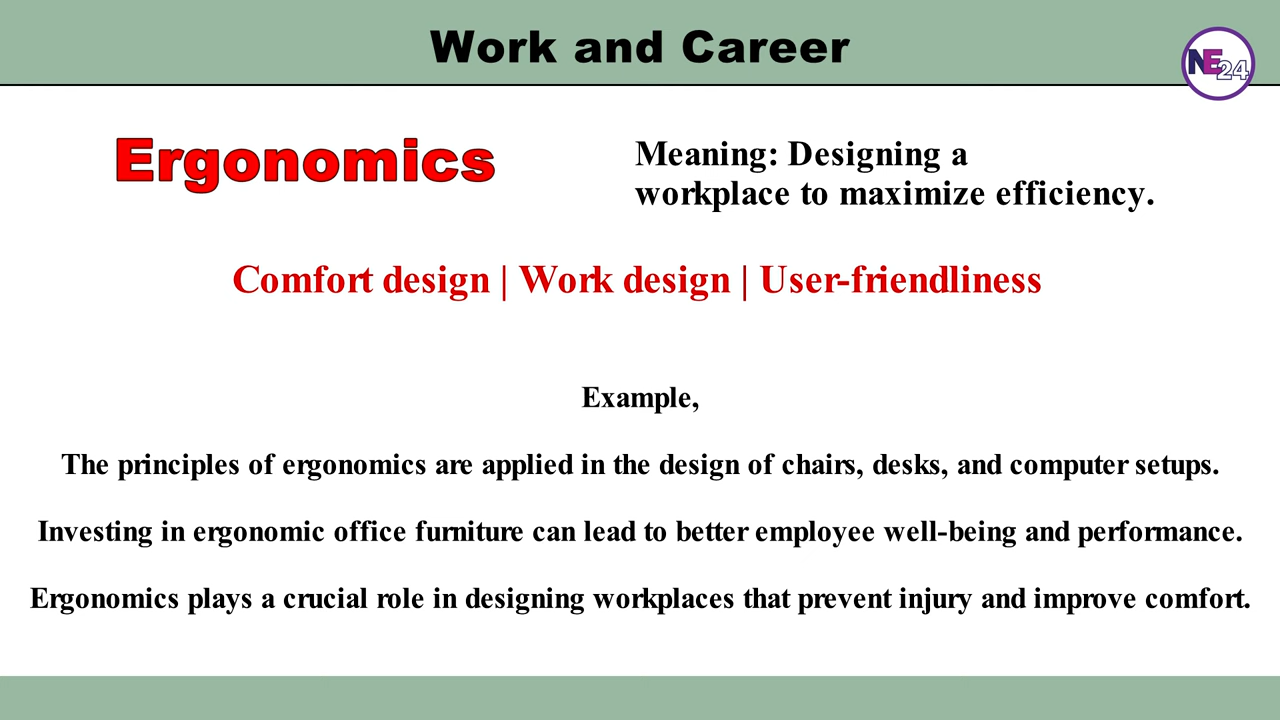 Work and Career
NE24
Ergonomics
Meaning: Designing a
workplace to maximize efficiency.
Comfort design | Work design | User-friendliness
Example,
The principles of ergonomics are applied in the design of chairs, desks, and computer setups.
Investing in ergonomic office furniture can lead to better employee well-being and performance.
Ergonomics plays a crucial role in designing workplaces that prevent injury and improve comfort.